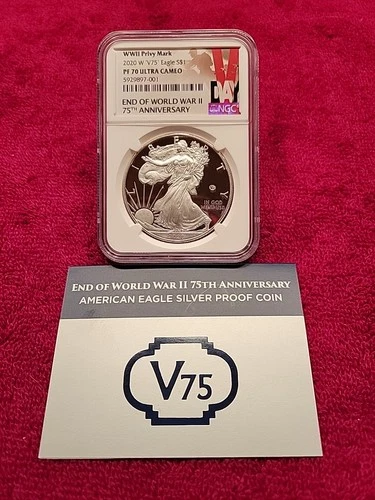 WWII Privy Mark
2020 W 'V75' Eagle S$1
PF 70 ULTRA CAMEO
5929897-001
END OF WORLD WAR II
75TH ANNIVERSARY
V
DAY
NGC
LIBERTY
IN GOD
WE TRUST
END OF WORLD WAR II 75TH ANNIVERSARY
AMERICAN EAGLE SILVER PROOF COIN
V75